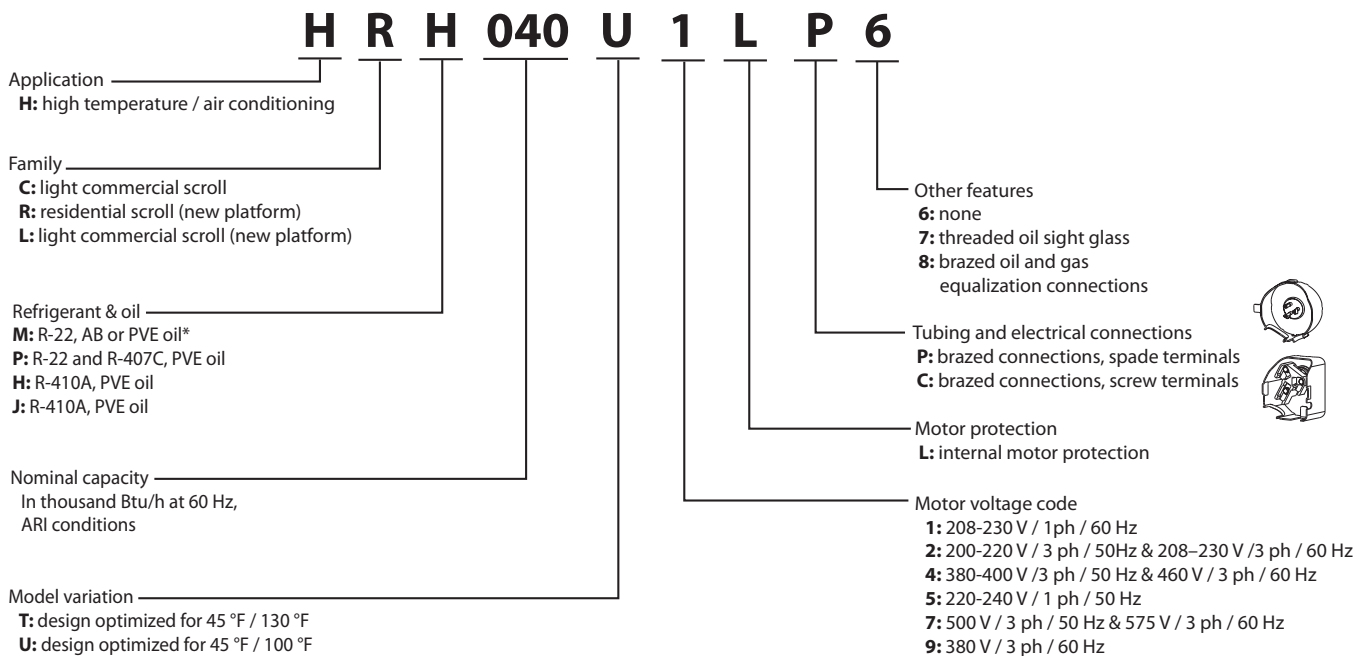 H R H 040 U 1 L P 6
Application
H: high temperature / air conditioning
Family
C: light commercial scroll
R: residential scroll (new platform)
L: light commercial scroll (new platform)
Refrigerant & oil
M: R-22, AB or PVE oil*
P: R-22 and R-407C, PVE oil
H: R-410A, PVE oil
J: R-410A, PVE oil
Nominal capacity
In thousand Btu/h at 60 Hz,
ARI conditions
Model variation
T: design optimized for 45 °F / 130 °F
U: design optimized for 45 °F / 100 °F
Other features
6: none
7: threaded oil sight glass
8: brazed oil and gas
equalization connections
Tubing and electrical connections
P: brazed connections, spade terminals
C: brazed connections, screw terminals
Motor protection
L: internal motor protection
Motor voltage code
1: 208-230 V / 1ph / 60 Hz
2: 200-220 V / 3 ph / 50Hz & 208–230 V /3 ph / 60 Hz
4: 380-400 V /3 ph / 50 Hz & 460 V / 3 ph / 60 Hz
5: 220-240 V / 1 ph / 50 Hz
7: 500 V / 3 ph / 50 Hz & 575 V / 3 ph / 60 Hz
9: 380 V / 3 ph / 60 Hz